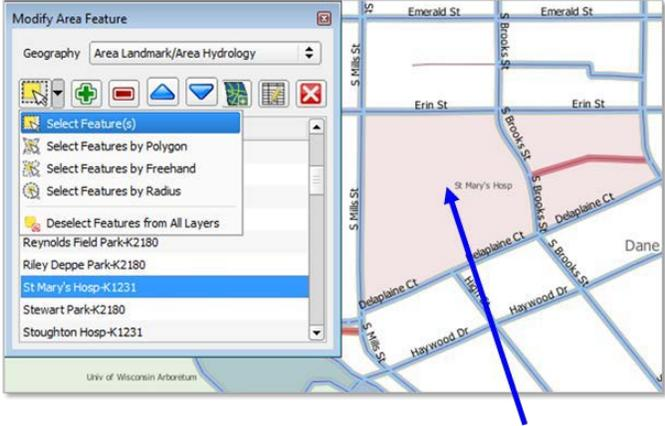 Modify Area Feature
Geography Area Landmark/Area Hydrology
Select Feature(s)
Select Features by Polygon
Select Features by Freehand
Select Features by Radius
Deselect Features from All Layers
Reynolds Field Park-K2180
Riley Deppe Park-K2180
St Mary's Hosp-K1231
Stewart Park-K2180
Stoughton Hosp-K1231
Univ of Wisconsin Arboretum
Emerald St
Emerald St
S Mills St
S Brooks St
Erin St
Erin St
S Brooks St
St Mary's Hosp
S Mills St
S Brooks St
Delaplaine Ct
Delaplaine Ct
Dane
S Brooks St
Delaplaine Ct
High St
Haywood Dr
Haywood Dr
S Mills St